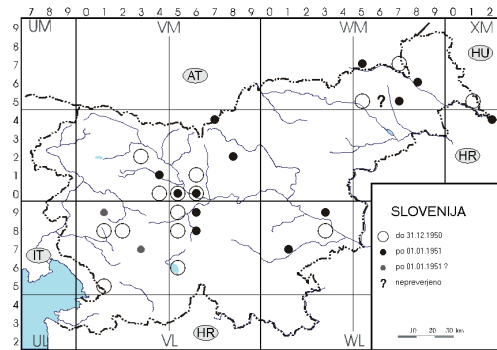 7 8 9 0 1 2 3 4 5 6 7 8 9 0 1 2 3 4 5 6 7 8 9 0 1 2
9 UM VM WM XM
8 HU
7
6 AT
5 ?
4
3 HR
2
1
0
9 SLOVENIJA
8 do 31.12.1950
7 po 01.01.1951
IT
6 po 01.01.1951 ?
5 ? nepreverjeno
4
3 HR 10 20 30 km
2 UL VL WL